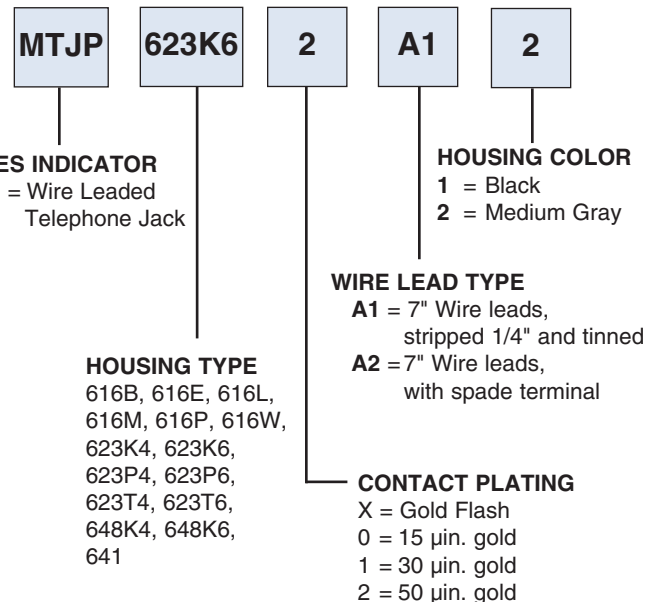 MTJP 623K6 2 A1 2
ES INDICATOR
= Wire Leaded
Telephone Jack
HOUSING COLOR
1 = Black
2 = Medium Gray
WIRE LEAD TYPE
A1 = 7" Wire leads,
stripped 1/4" and tinned
A2 = 7" Wire leads,
with spade terminal
HOUSING TYPE
616B, 616E, 616L,
616M, 616P, 616W,
623K4, 623K6,
623P4, 623P6,
623T4, 623T6,
648K4, 648K6,
641
CONTACT PLATING
X = Gold Flash
0 = 15 µin. gold
1 = 30 µin. gold
2 = 50 µin. gold